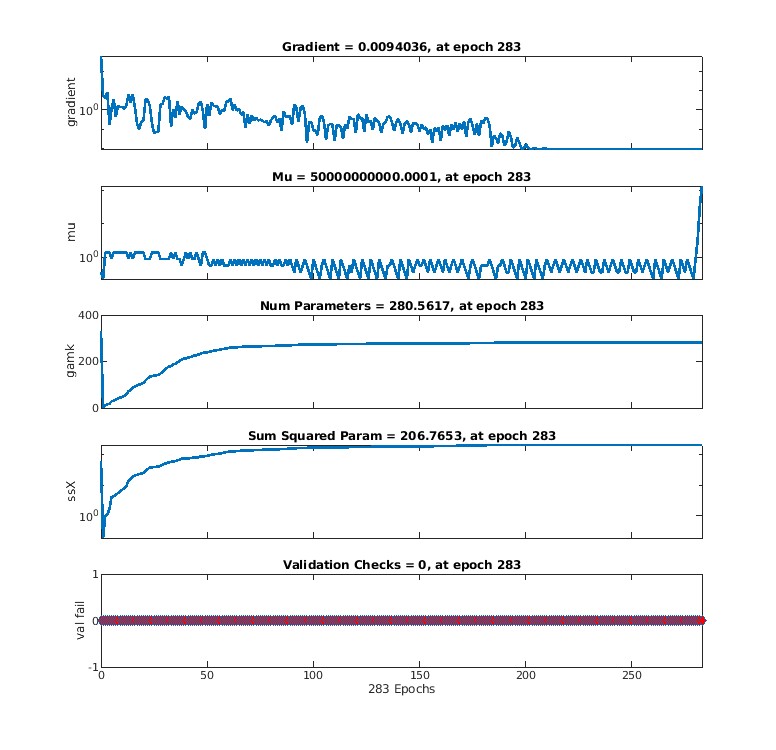 Gradient = 0.0094036, at epoch 283
gradient
10^0
Mu = 50000000000.0001, at epoch 283
mu
10^0
Num Parameters = 280.5617, at epoch 283
gamk
400
200
0
Sum Squared Param = 206.7653, at epoch 283
ssX
10^0
Validation Checks = 0, at epoch 283
val fail
1
0
-1
0 50 100 150 200 250
283 Epochs